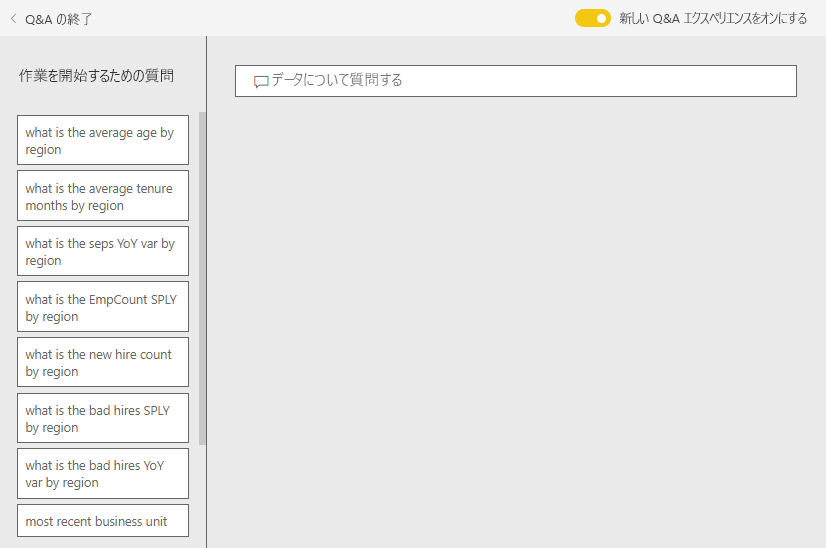 Q&A の終了
新しい Q&A エクスペリエンスをオンにする
作業を開始するための質問
what is the average age by
region
what is the average tenure
months by region
what is the seps YoY var by
region
what is the EmpCount SPLY
by region
what is the new hire count
by region
what is the bad hires SPLY
by region
what is the bad hires YoY
var by region
most recent business unit
データについて質問する